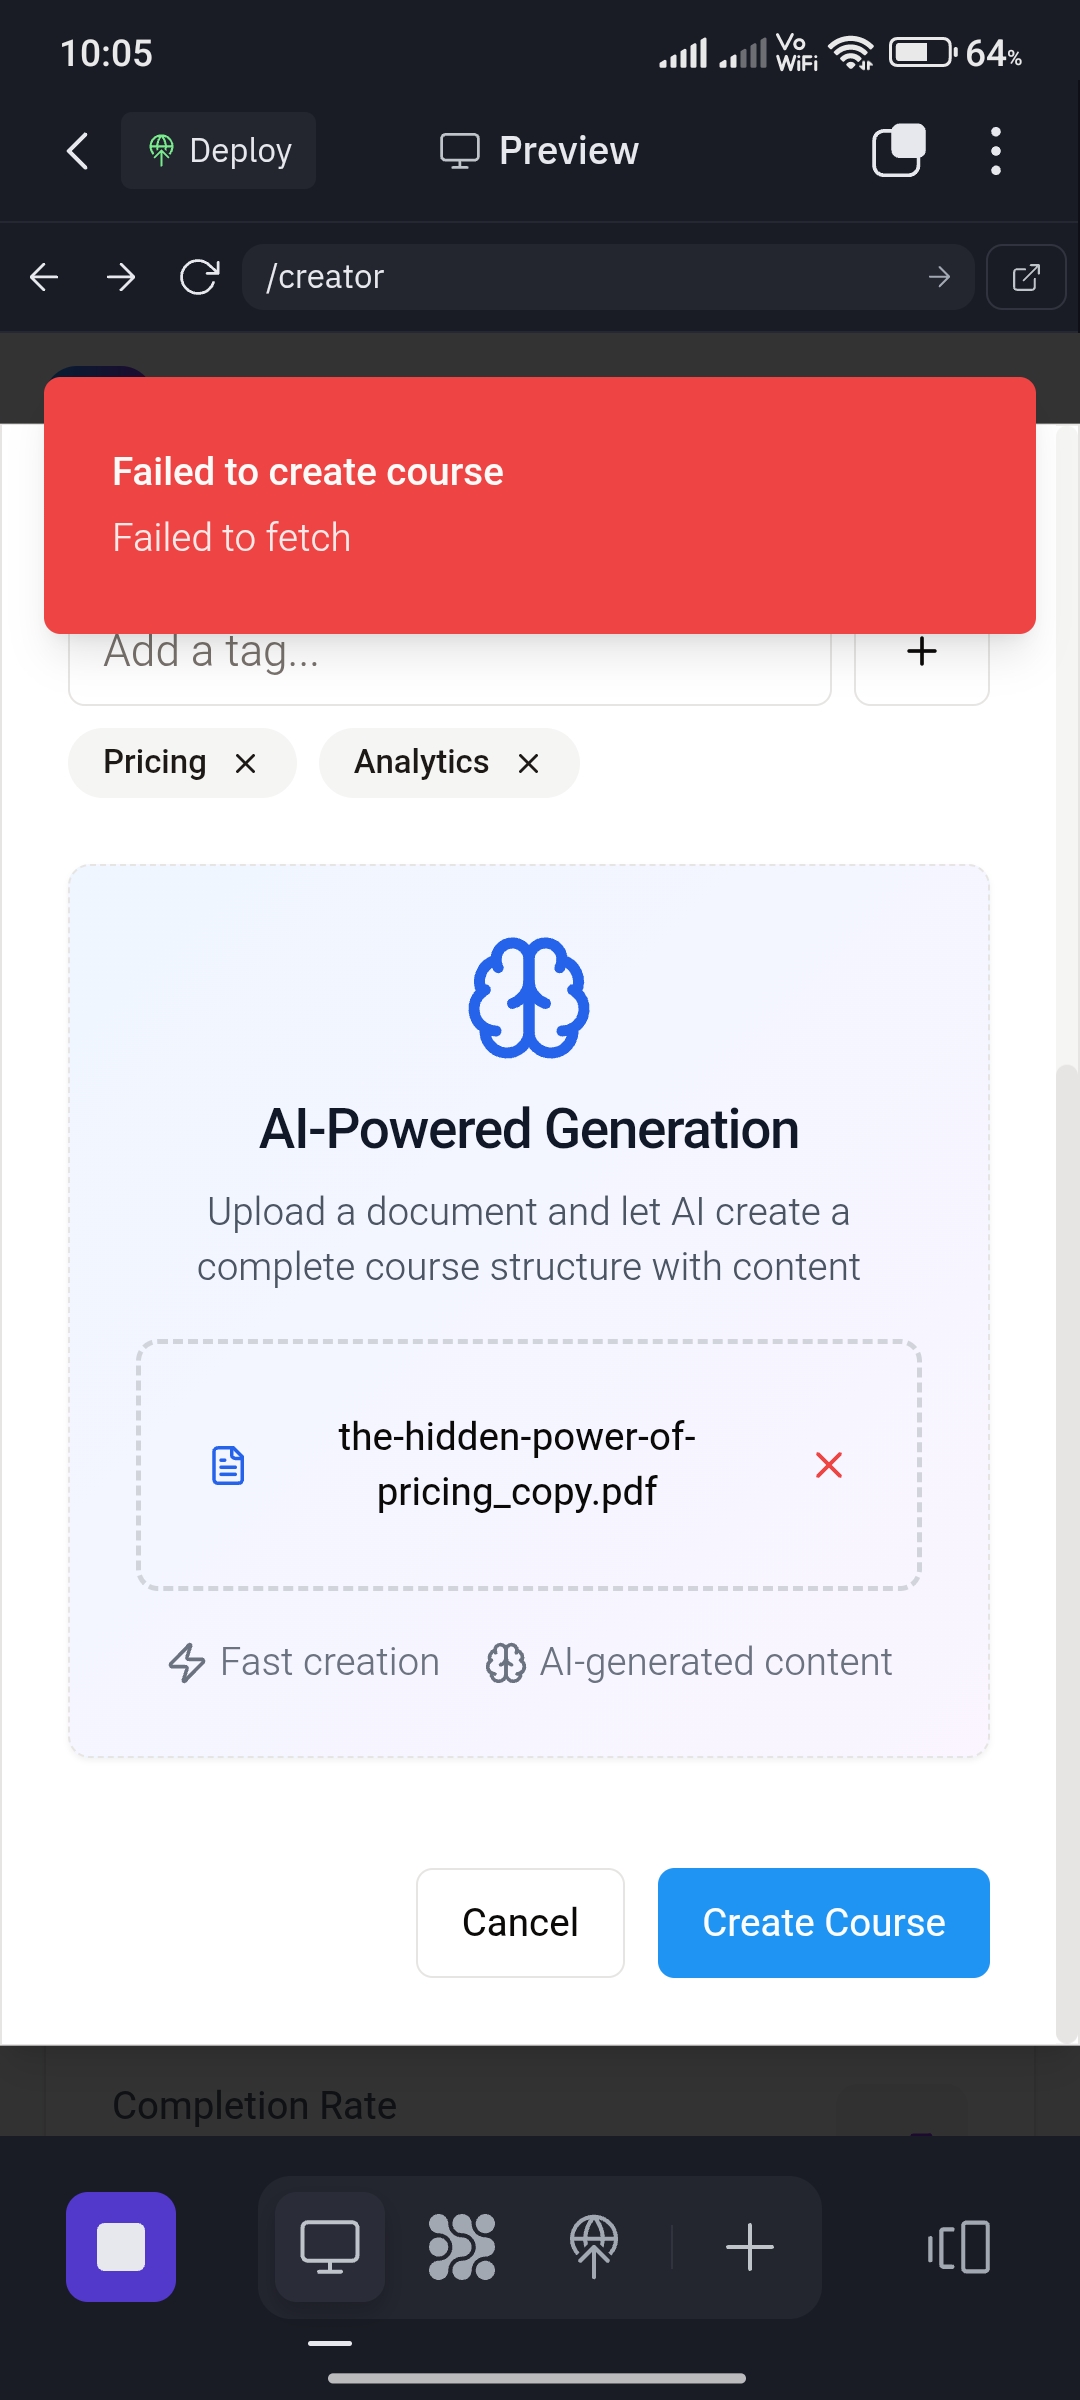 10:05
Vo
WiFi
64%
Deploy
Preview
/creator
Failed to create course
Failed to fetch
Add a tag...
Pricing
Analytics
AI-Powered Generation
Upload a document and let AI create a
complete course structure with content
the-hidden-power-of-
pricing_copy.pdf
Fast creation
AI-generated content
Cancel
Create Course
Completion Rate